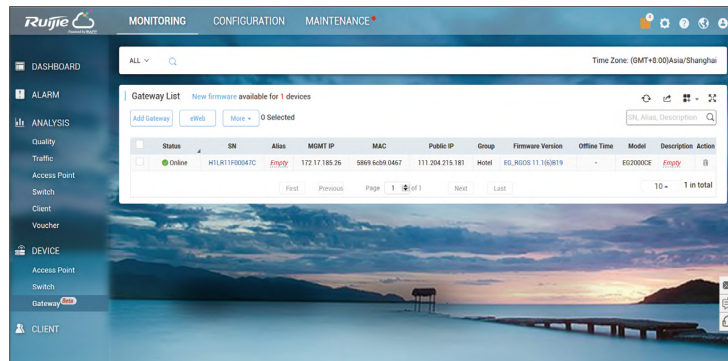 Ruijie MONITORING CONFIGURATION MAINTENANCE
Powered by MACC
DASHBOARD
ALARM
ANALYSIS
Quality
Traffic
Access Point
Switch
Client
Voucher
DEVICE
Access Point
Switch
Gateway Beta
CLIENT
ALL Time Zone: (GMT+8:00)Asia/Shanghai
Gateway List New firmware available for 1 devices
Add Gateway eWeb More 0 Selected SN, Alias, Description
Status SN Alias MGMT IP MAC Public IP Group Firmware Version Offline Time Model Description Action
Online H1LR11F00047C Empty 172.17.185.26 5869.6cb9.0467 111.204.215.181 Hotel EG_RGOS 11.1(6)B19 - EG2000CE Empty
First Previous Page 1 of 1 Next Last 10 1 in total